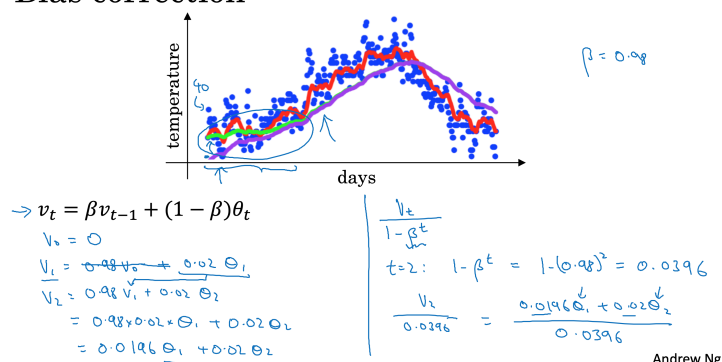 Bias correction
β = 0.98
40
temperature
days
→ vₜ = βvₜ₋₁ + (1 − β)θₜ
V₀ = 0
V₁ = 0.98 V₀ + 0.02 θ₁
V₂ = 0.98 V₁ + 0.02 θ₂
= 0.98 × 0.02 × θ₁ + 0.02 θ₂
= 0.0196 θ₁ + 0.02 θ₂
Vₜ / 1 − βᵗ
t = 2: 1 − βᵗ = 1 − (0.98)² = 0.0396
V₂ / 0.0396 = 0.0196 θ₁ + 0.02 θ₂ / 0.0396
Andrew Ng